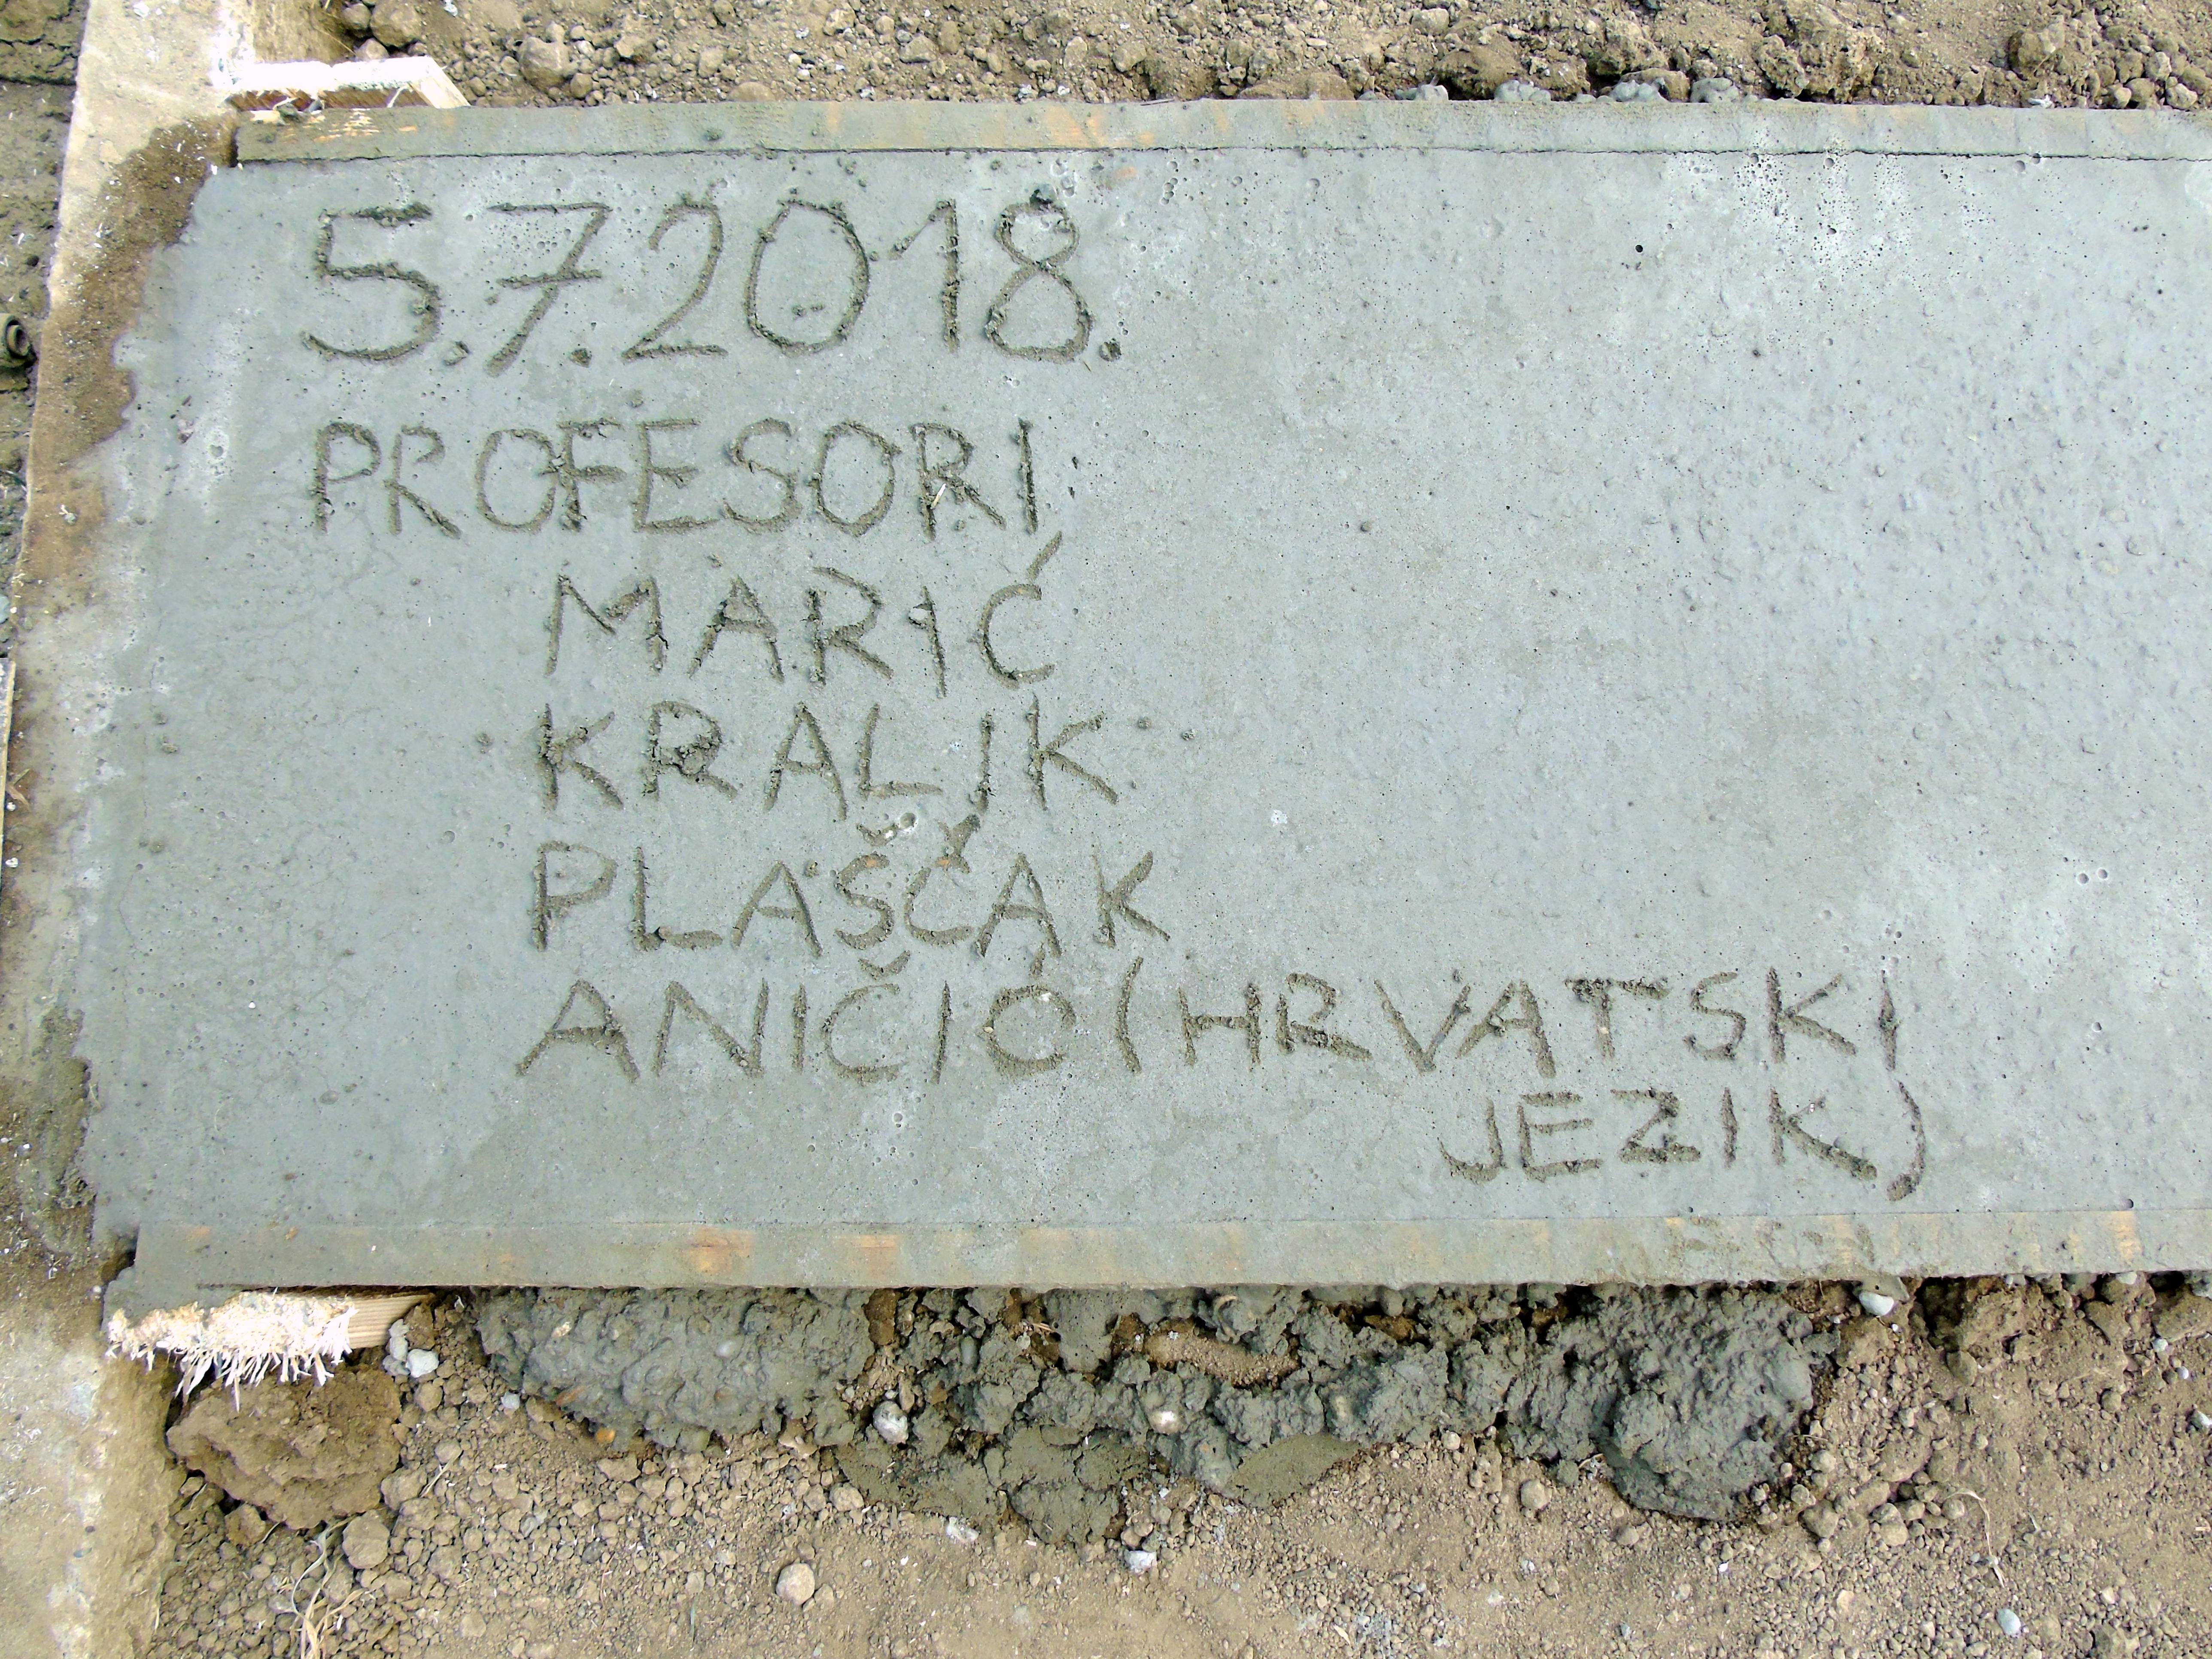 5.7.2018.
PROFESORI:
MARIĆ
KRALJK
PLAŠČAK
ANIČIĆ (HRVATSKI
JEZIK)